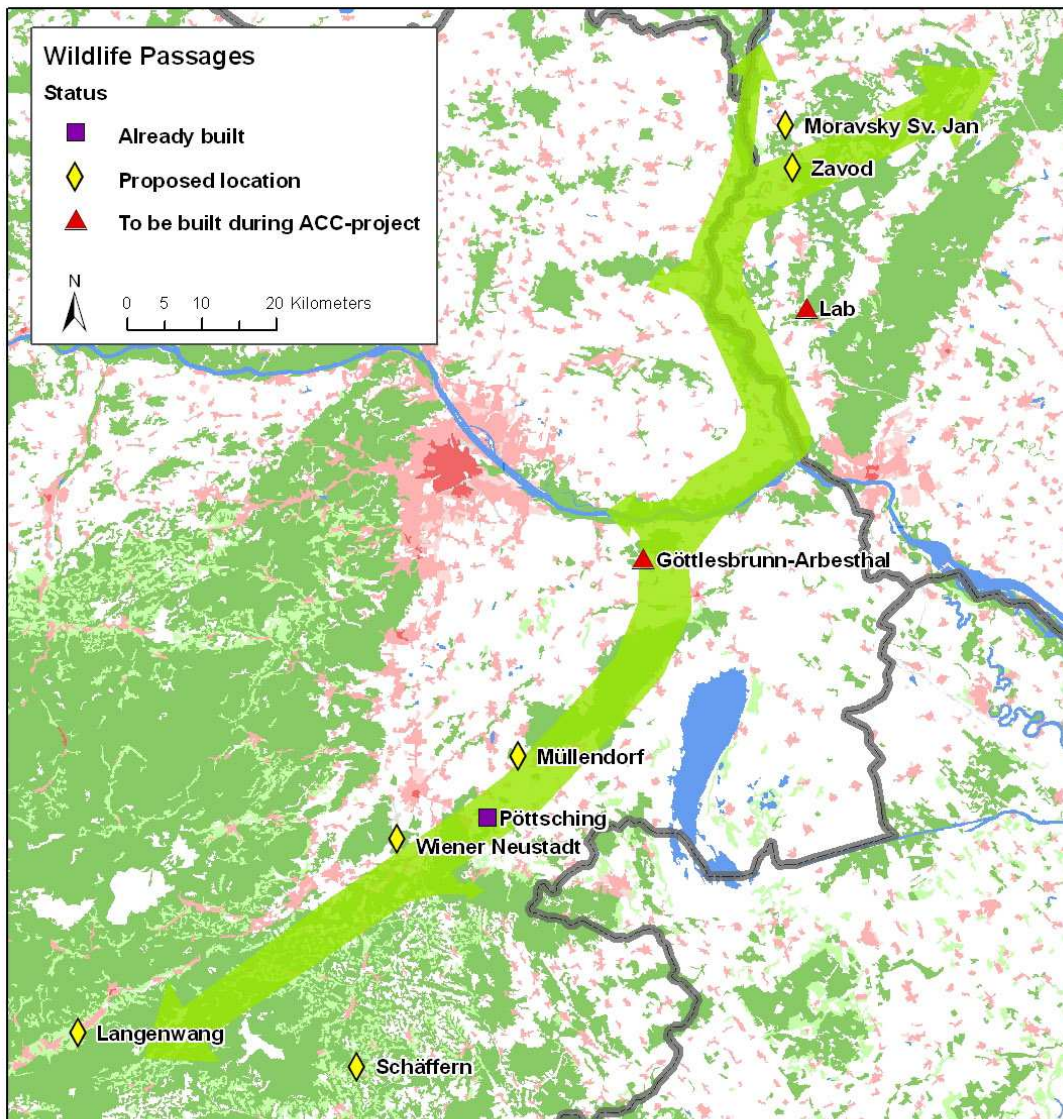 Wildlife Passages
Status
Already built
Proposed location
To be built during ACC-project
N
0 5 10 20 Kilometers
Moravsky Sv. Jan
Zavod
Lab
Göttlesbrunn-Arbesthal
Müllendorf
Pöttsching
Wiener Neustadt
Langenwang
Schäffern